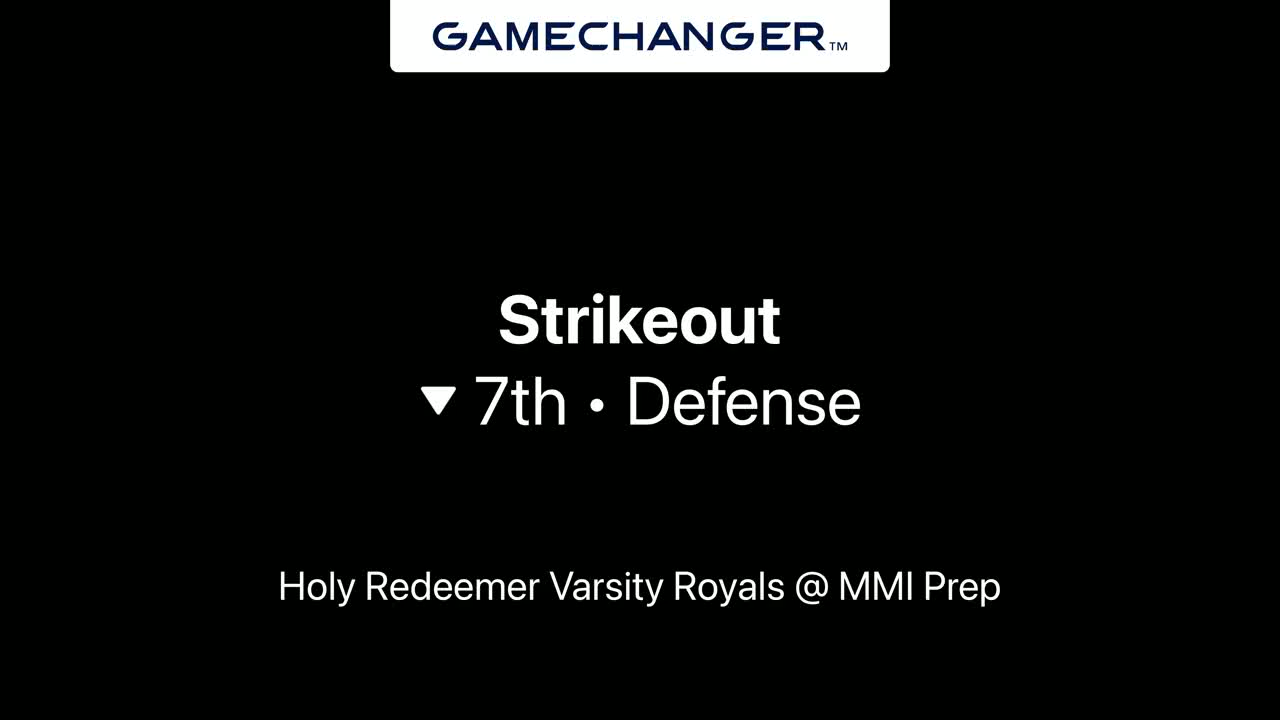 GAMECHANGER™
Strikeout
▼ 7th • Defense
Holy Redeemer Varsity Royals @ MMI Prep